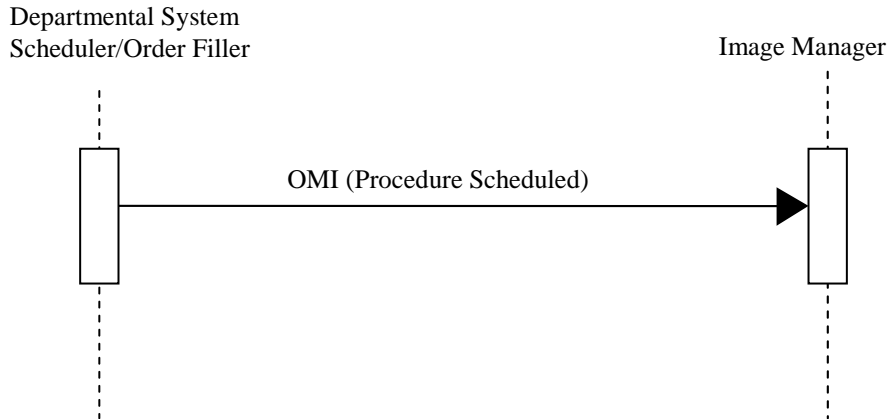 Departmental System
Scheduler/Order Filler
Image Manager
OMI (Procedure Scheduled)